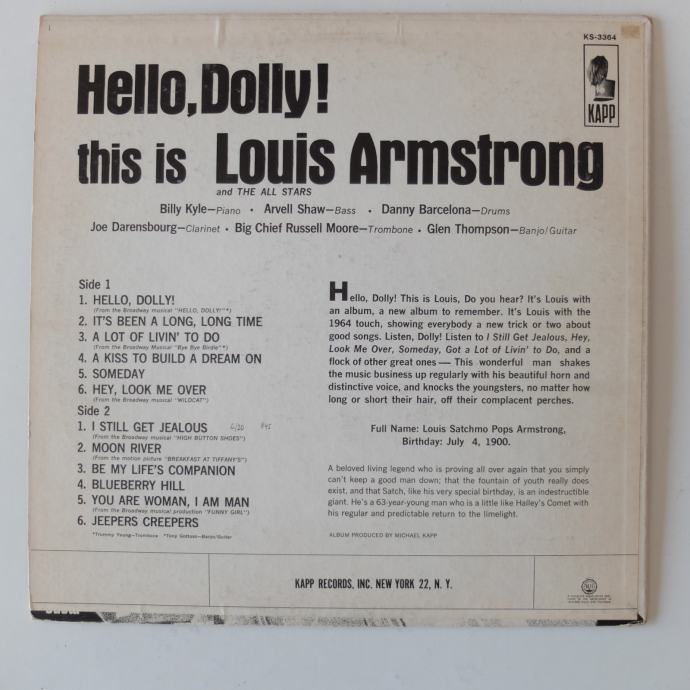 KS-3364
KAPP
Hello, Dolly!
this is Louis Armstrong
and THE ALL STARS
Billy Kyle—Piano • Arvell Shaw—Bass • Danny Barcelona—Drums
Joe Darensbourg—Clarinet • Big Chief Russell Moore—Trombone • Glen Thompson—Banjo/Guitar
Side 1
1. HELLO, DOLLY!
(From the Broadway musical "HELLO, DOLLY!"*)
2. IT'S BEEN A LONG, LONG TIME
3. A LOT OF LIVIN' TO DO
(From the Broadway Musical "Bye Bye Birdie"*)
4. A KISS TO BUILD A DREAM ON
5. SOMEDAY
6. HEY, LOOK ME OVER
(From the Broadway musical "WILDCAT")
Side 2
1. I STILL GET JEALOUS
(From the Broadway musical "HIGH BUTTON SHOES")
2. MOON RIVER
(From the motion picture "BREAKFAST AT TIFFANY'S")
3. BE MY LIFE'S COMPANION
4. BLUEBERRY HILL
5. YOU ARE WOMAN, I AM MAN
(From the Broadway musical production "FUNNY GIRL")
6. JEEPERS CREEPERS
*Trummy Young—Trombone *Tony Gottuso—Banjo/Guitar
Hello, Dolly! This is Louis, Do you hear? It's Louis with
an album, a new album to remember. It's Louis with the
1964 touch, showing everybody a new trick or two about
good songs. Listen, Dolly! Listen to I Still Get Jealous, Hey,
Look Me Over, Someday, Got a Lot of Livin' to Do, and a
flock of other great ones — This wonderful man shakes
the music business up regularly with his beautiful horn and
distinctive voice, and knocks the youngsters, no matter how
long or short their hair, off their complacent perches.
Full Name: Louis Satchmo Pops Armstrong,
Birthday: July 4, 1900.
A beloved living legend who is proving all over again that you simply
can't keep a good man down; that the fountain of youth really does
exist, and that Satch, like his very special birthday, is an indestructible
giant. He's a 63-year-young man who is a little like Halley's Comet with
his regular and predictable return to the limelight.
ALBUM PRODUCED BY MICHAEL KAPP
KAPP RECORDS, INC. NEW YORK 22, N. Y.